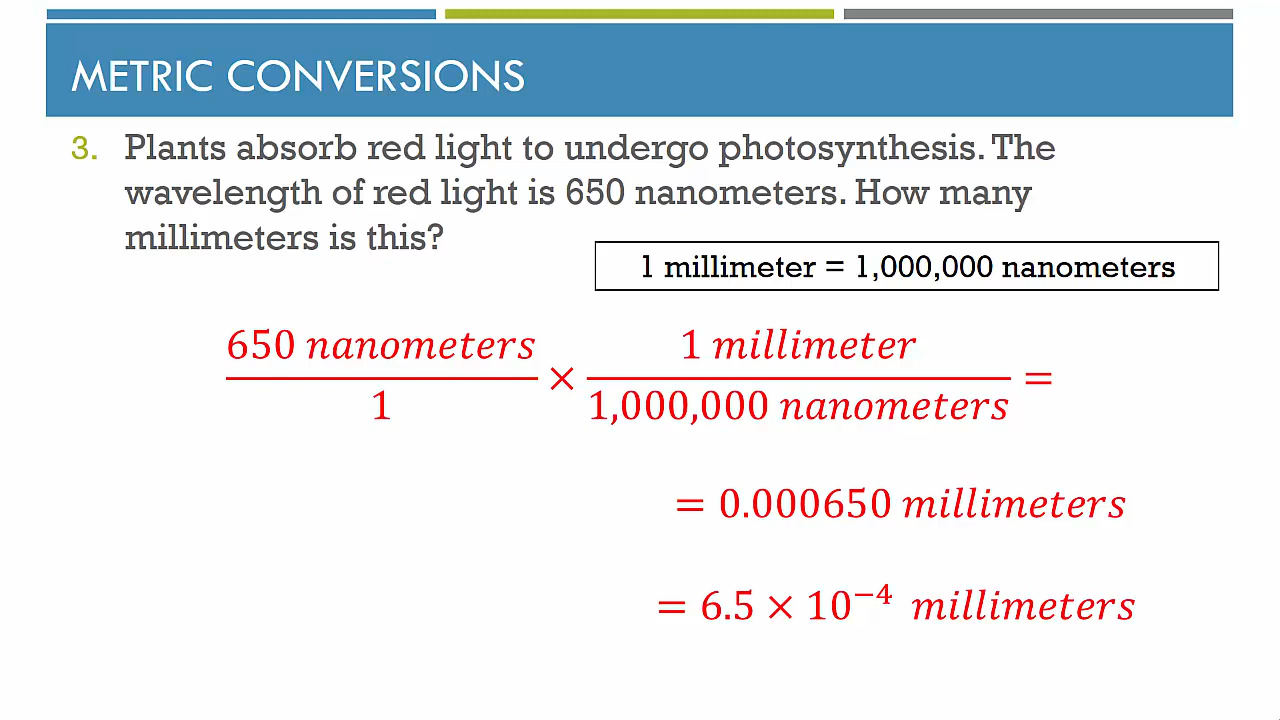 METRIC CONVERSIONS
3. Plants absorb red light to undergo photosynthesis. The
wavelength of red light is 650 nanometers. How many
millimeters is this?
1 millimeter = 1,000,000 nanometers
650 nanometers / 1 × 1 millimeter / 1,000,000 nanometers =
= 0.000650 millimeters
= 6.5 × 10⁻⁴ millimeters